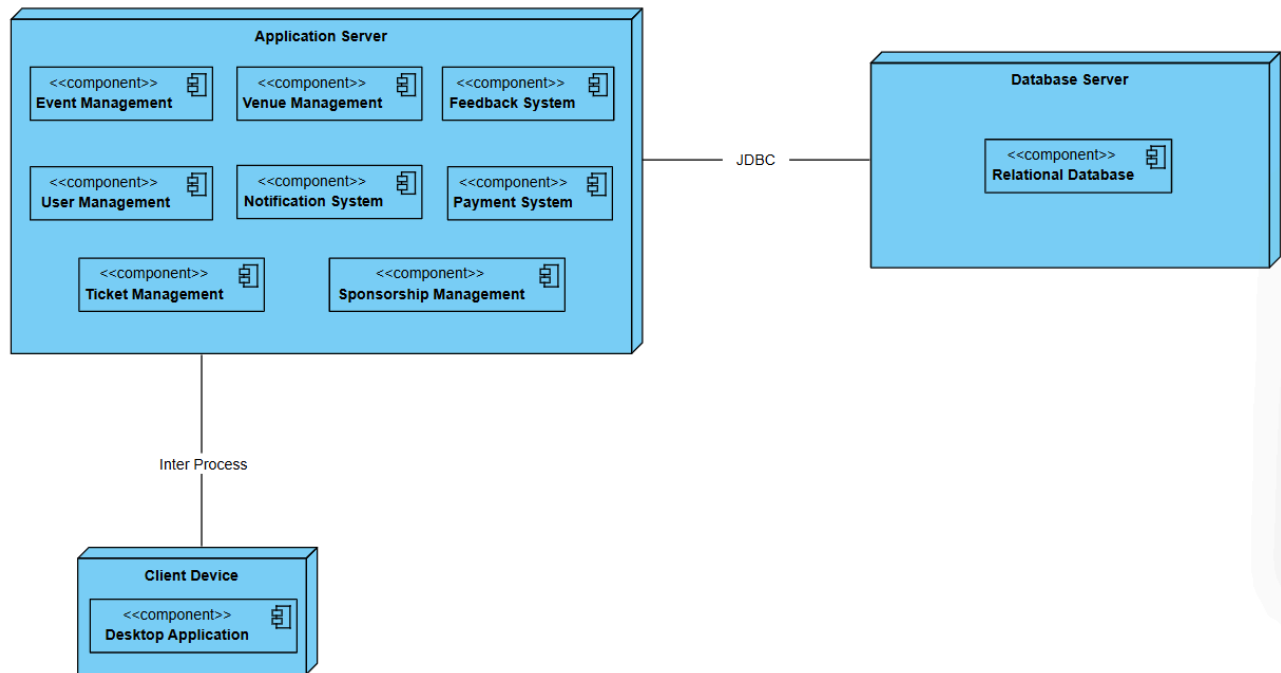 Application Server
<<component>>
Event Management
<<component>>
Venue Management
<<component>>
Feedback System
<<component>>
User Management
<<component>>
Notification System
<<component>>
Payment System
<<component>>
Ticket Management
<<component>>
Sponsorship Management
JDBC
Database Server
<<component>>
Relational Database
Inter Process
Client Device
<<component>>
Desktop Application